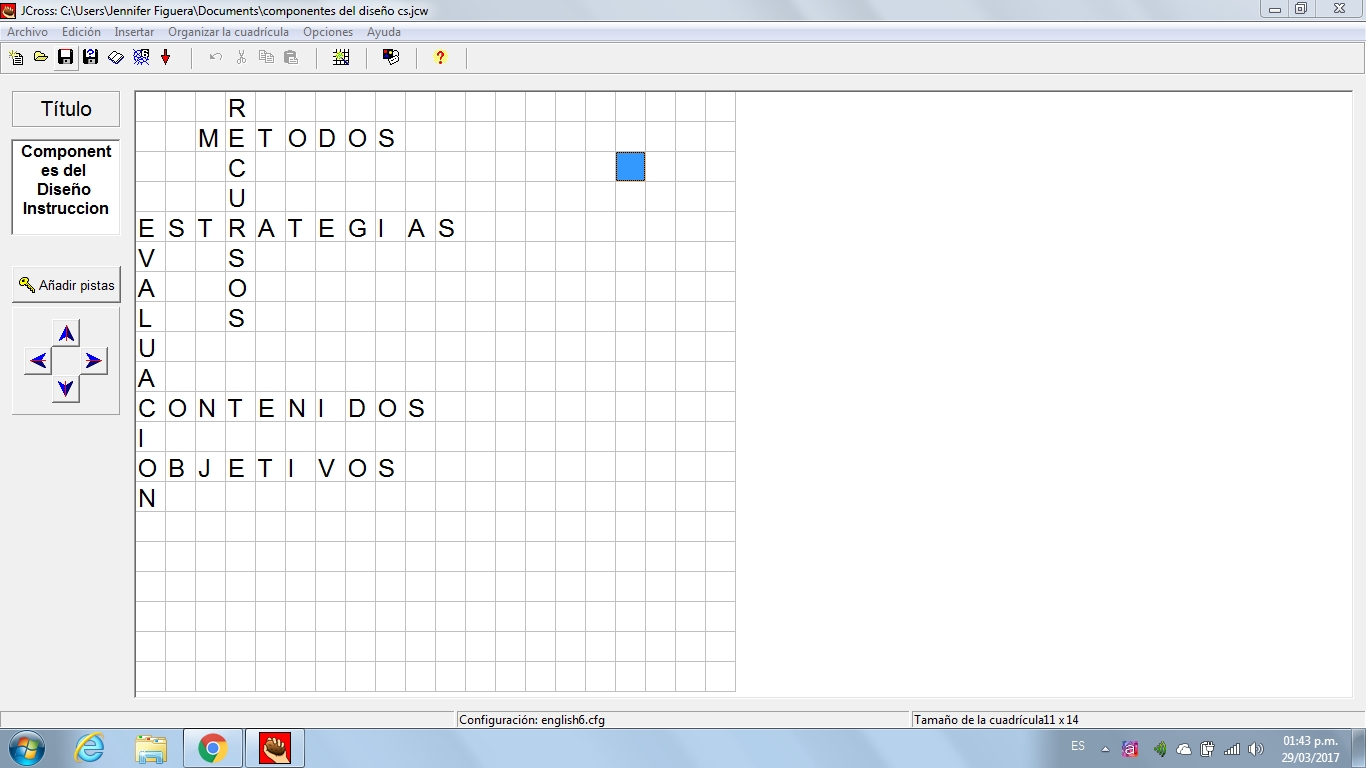 JCross: C:\Users\Jennifer Figuera\Documents\componentes del diseño cs.jcw
Archivo Edición Insertar Organizar la cuadrícula Opciones Ayuda
Título
Component
es del
Diseño
Instruccion
Añadir pistas
R
M E T O D O S
C
U
E S T R A T E G I A S
V S
A O
L S
U
A
C O N T E N I D O S
I
O B J E T I V O S
N
Configuración: english6.cfg
Tamaño de la cuadrícula11 x 14
ES
01:43 p.m.
29/03/2017